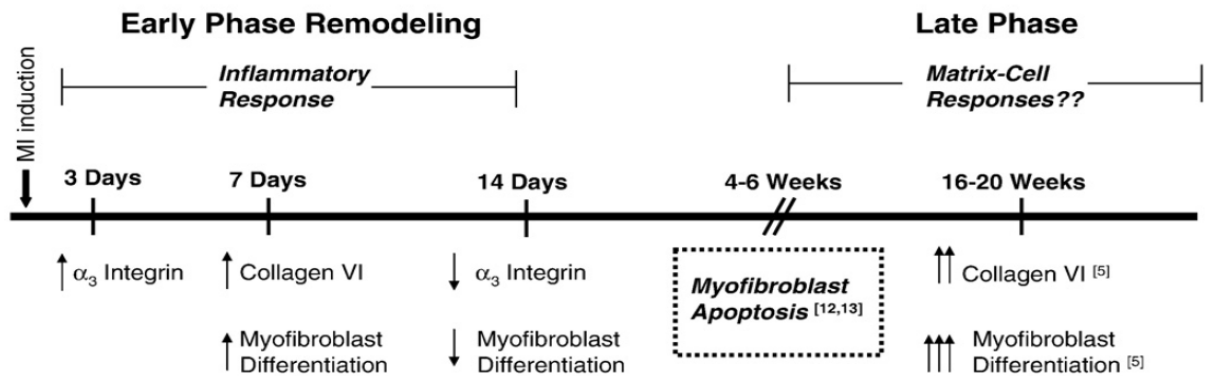 Early Phase Remodeling
Late Phase
Inflammatory
Response
Matrix-Cell
Responses??
MI induction
3 Days
7 Days
14 Days
4-6 Weeks
16-20 Weeks
↑ α₃ Integrin
↑ Collagen VI
↓ α₃ Integrin
Myofibroblast
Apoptosis [12,13]
↑↑ Collagen VI [5]
↑ Myofibroblast
Differentiation
↓ Myofibroblast
Differentiation
↑↑↑ Myofibroblast
Differentiation [5]